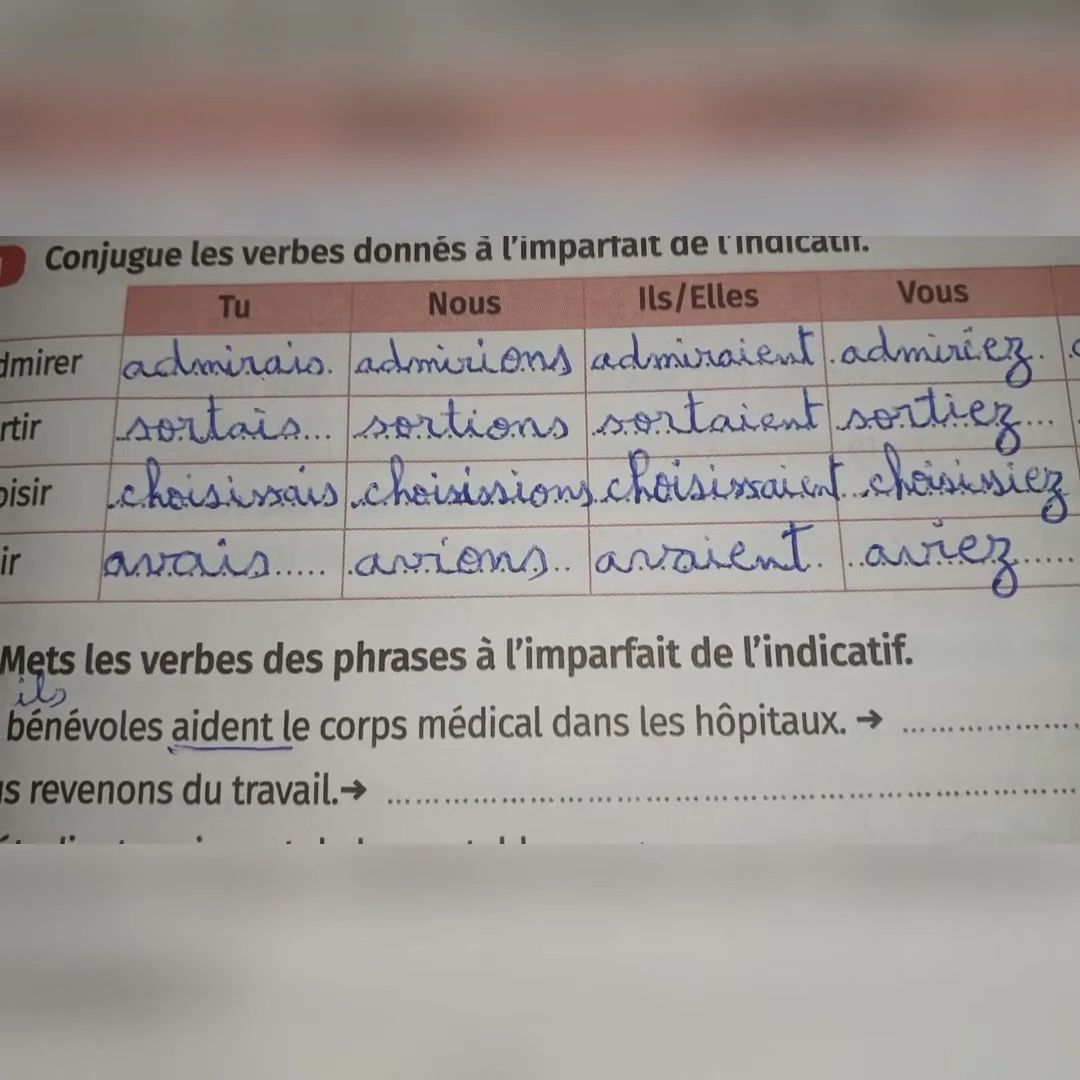 Conjugue les verbes donnés à l'imparfait de l'indicatif.
Tu Nous Ils/Elles Vous
dmirer admirais. admirions admiraient admiriez.
rtir sortais... sortions sortaient sortiez...
oisir choisissais choisissions choisissaient choisissiez
ir avais..... avions.. avaient. aviez......
Mets les verbes des phrases à l'imparfait de l'indicatif.
ils
bénévoles aident le corps médical dans les hôpitaux. → ..................
s revenons du travail.→ ..................